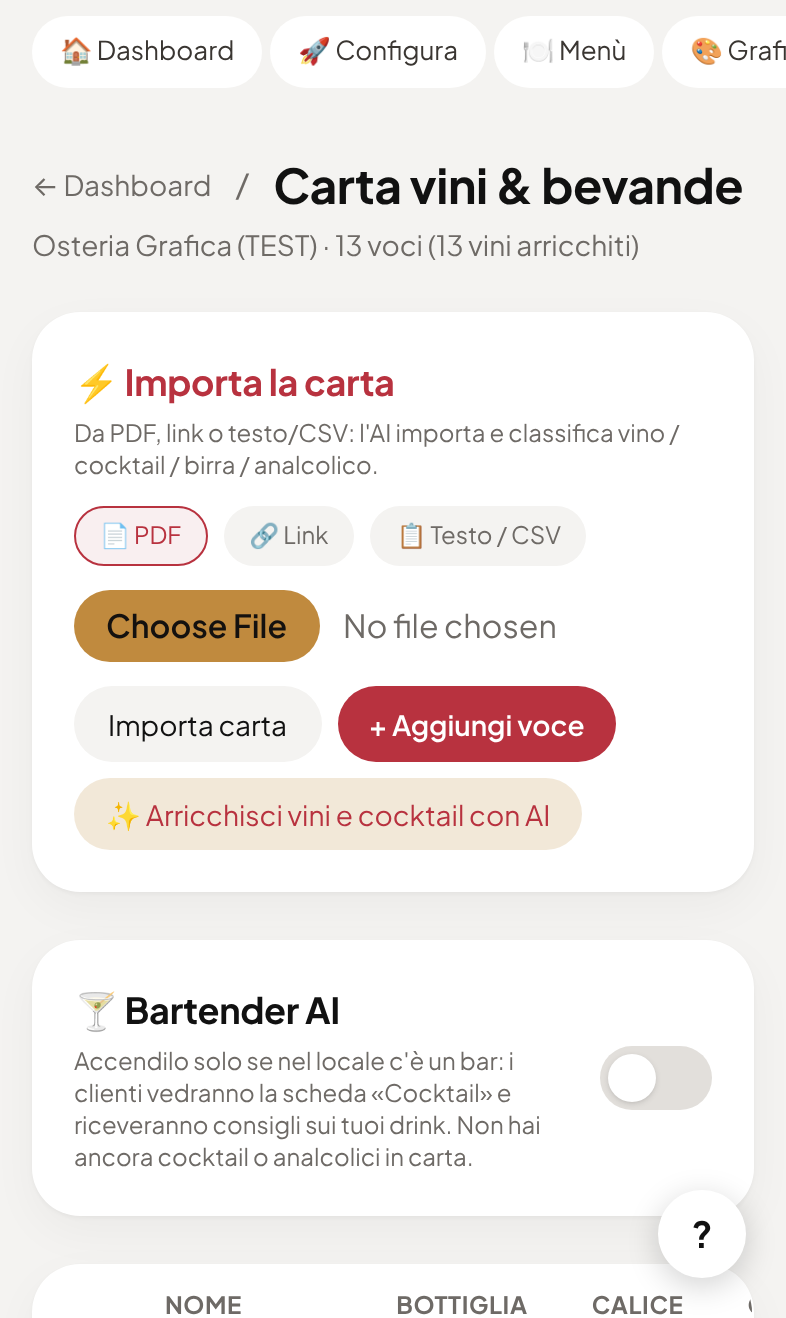 🏠 Dashboard 🚀 Configura 🍽️ Menù 🎨 Grafi
← Dashboard / Carta vini & bevande
Osteria Grafica (TEST) · 13 voci (13 vini arricchiti)
⚡ Importa la carta
Da PDF, link o testo/CSV: l'AI importa e classifica vino /
cocktail / birra / analcolico.
📄 PDF 🔗 Link 📋 Testo / CSV
Choose File No file chosen
Importa carta + Aggiungi voce
✨ Arricchisci vini e cocktail con AI
🍸 Bartender AI
Accendilo solo se nel locale c'è un bar: i
clienti vedranno la scheda «Cocktail» e
riceveranno consigli sui tuoi drink. Non hai
ancora cocktail o analcolici in carta.
?
NOME BOTTIGLIA CALICE